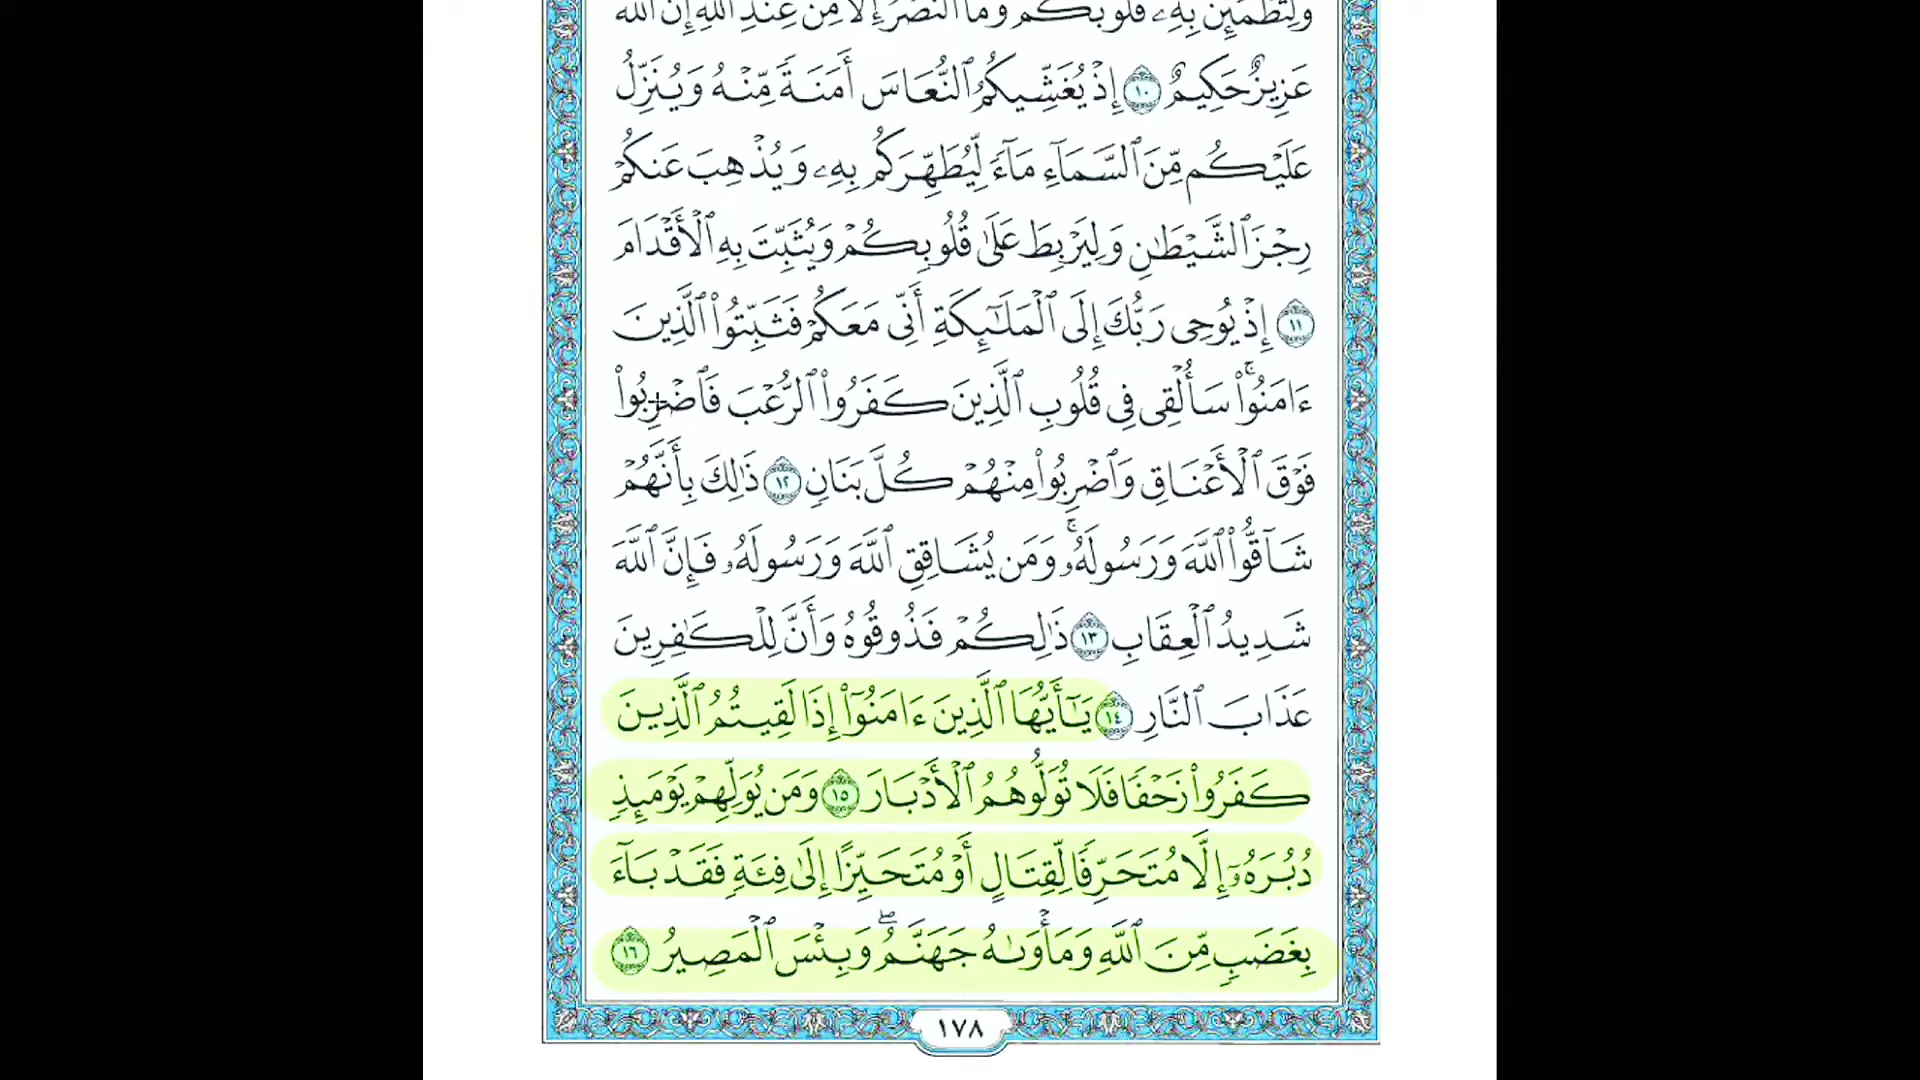 وَلِتَطْمَئِنَّ بِهِۦ قُلُوبُكُمْ وَمَا ٱلنَّصْرُ إِلَّا مِنْ عِندِ ٱللَّهِ إِنَّ ٱللَّهَ
عَزِيزٌ حَكِيمٌ ١٠ إِذْ يُغَشِّيكُمُ ٱلنُّعَاسَ أَمَنَةً مِّنْهُ وَيُنَزِّلُ
عَلَيْكُم مِّنَ ٱلسَّمَآءِ مَآءً لِّيُطَهِّرَكُم بِهِۦ وَيُذْهِبَ عَنكُمْ
رِجْزَ ٱلشَّيْطَٰنِ وَلِيَرْبِطَ عَلَىٰ قُلُوبِكُمْ وَيُثَبِّتَ بِهِ ٱلْأَقْدَامَ
١١ إِذْ يُوحِى رَبُّكَ إِلَى ٱلْمَلَٰٓئِكَةِ أَنِّى مَعَكُمْ فَثَبِّتُوا۟ ٱلَّذِينَ
ءَامَنُوا۟ۚ سَأُلْقِى فِى قُلُوبِ ٱلَّذِينَ كَفَرُوا۟ ٱلرُّعْبَ فَٱضْرِبُوا۟
فَوْقَ ٱلْأَعْنَاقِ وَٱضْرِبُوا۟ مِنْهُمْ كُلَّ بَنَانٍ ١٢ ذَٰلِكَ بِأَنَّهُمْ
شَآقُّوا۟ ٱللَّهَ وَرَسُولَهُۥۚ وَمَن يُشَاقِقِ ٱللَّهَ وَرَسُولَهُۥ فَإِنَّ ٱللَّهَ
شَدِيدُ ٱلْعِقَابِ ١٣ ذَٰلِكُمْ فَذُوقُوهُ وَأَنَّ لِلْكَٰفِرِينَ
عَذَابَ ٱلنَّارِ ١٤ يَٰٓأَيُّهَا ٱلَّذِينَ ءَامَنُوٓا۟ إِذَا لَقِيتُمُ ٱلَّذِينَ
كَفَرُوا۟ زَحْفًا فَلَا تُوَلُّوهُمُ ٱلْأَدْبَارَ ١٥ وَمَن يُوَلِّهِمْ يَوْمَئِذٍ
دُبُرَهُۥٓ إِلَّا مُتَحَرِّفًا لِّقِتَالٍ أَوْ مُتَحَيِّزًا إِلَىٰ فِئَةٍ فَقَدْ بَآءَ
بِغَضَبٍ مِّنَ ٱللَّهِ وَمَأْوَىٰهُ جَهَنَّمُۖ وَبِئْسَ ٱلْمَصِيرُ ١٦
١٧٨